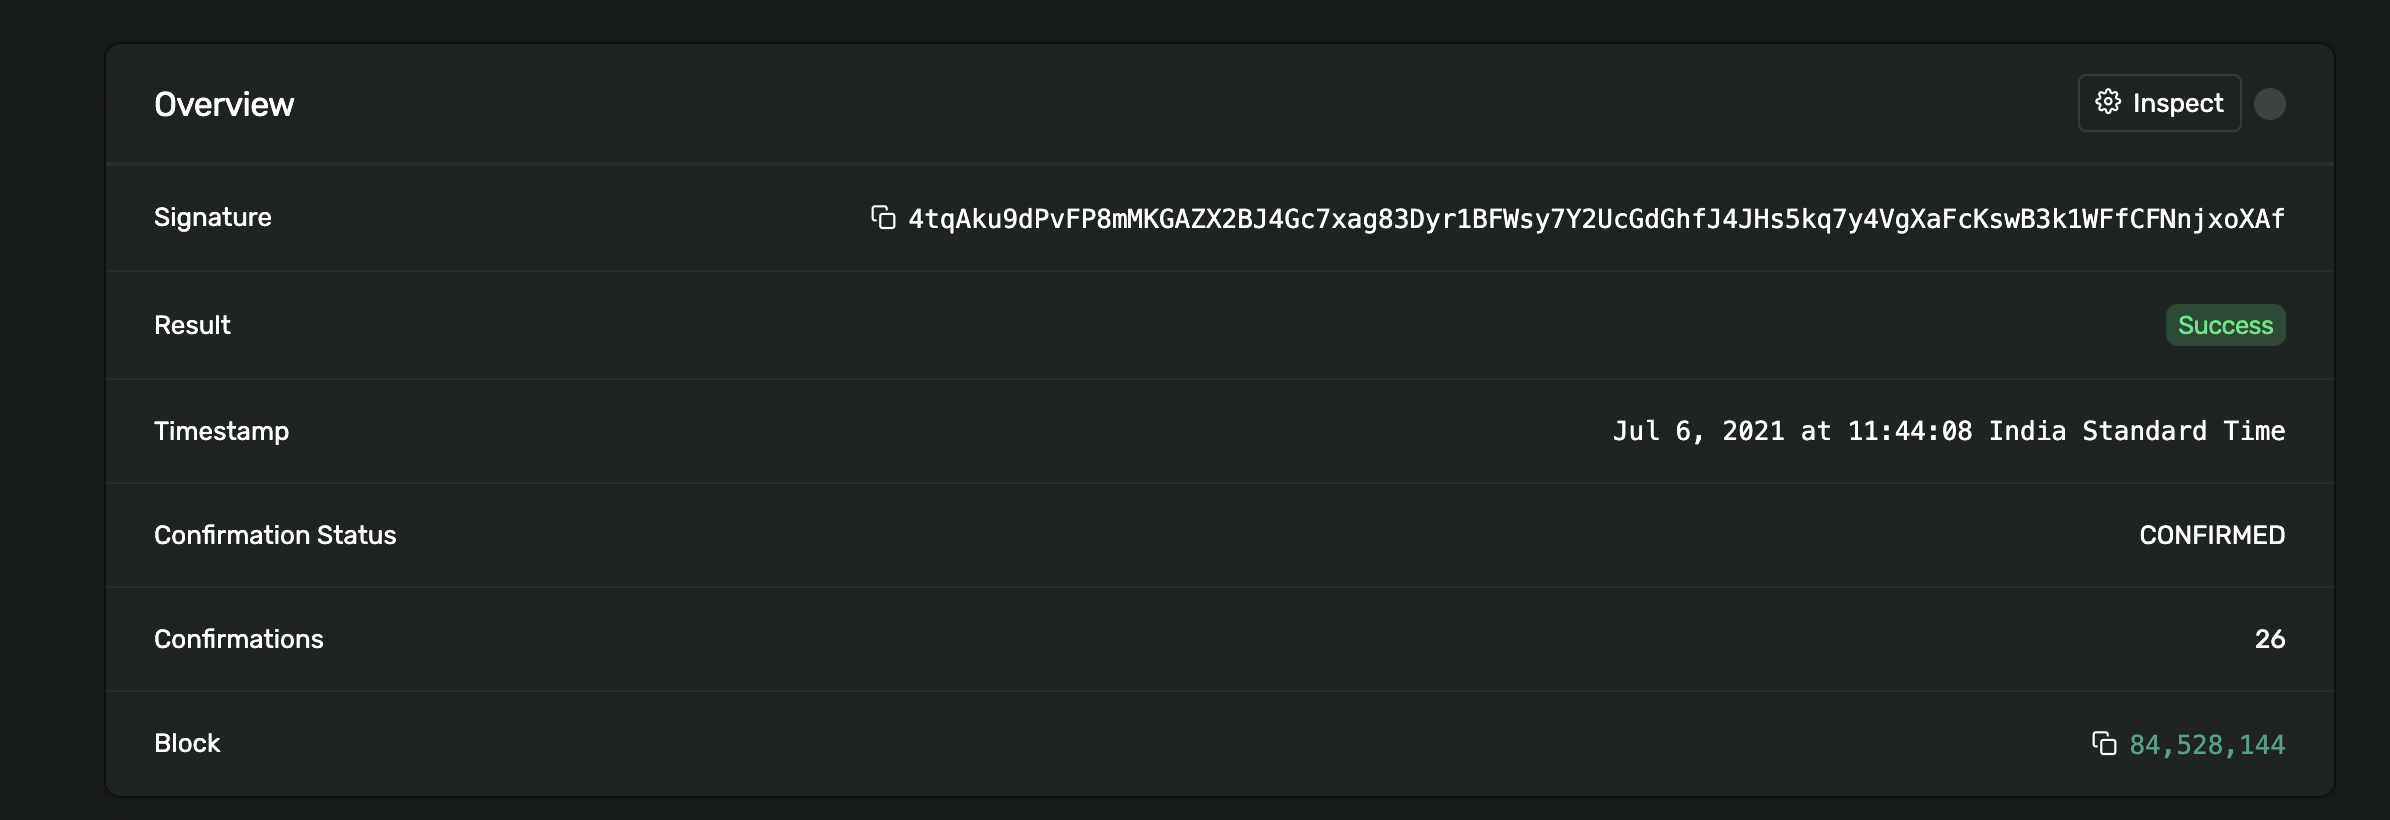 Overview
Inspect
Signature
4tqAku9dPvFP8mMKGAZX2BJ4Gc7xag83Dyr1BFWsy7Y2UcGdGhfJ4JHs5kq7y4VgXaFcKswB3k1WFfCFNnjxoXAf
Result
Success
Timestamp
Jul 6, 2021 at 11:44:08 India Standard Time
Confirmation Status
CONFIRMED
Confirmations
26
Block
84,528,144